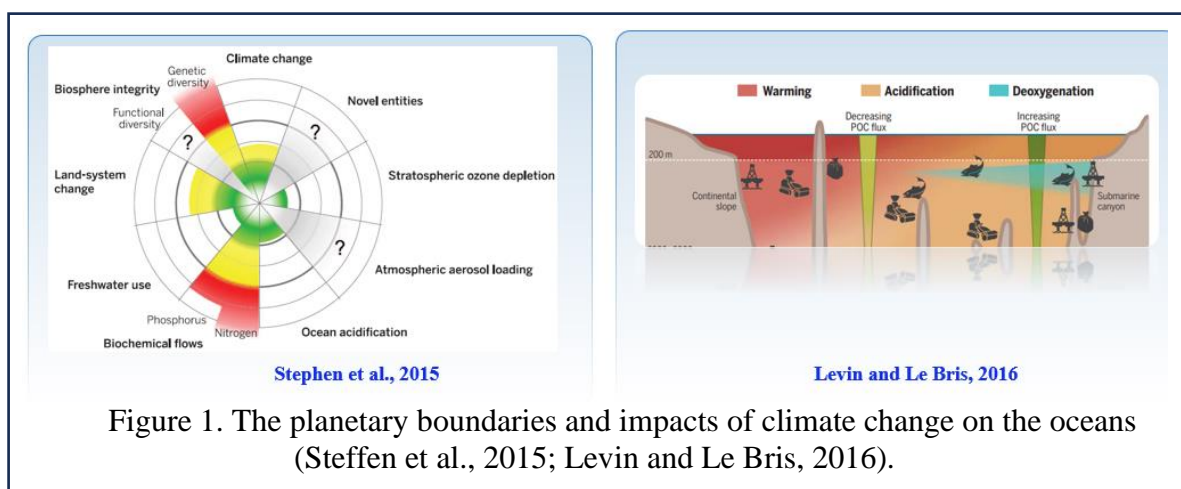 Climate change
Genetic
diversity
Biosphere integrity
Functional
diversity
Novel entities
?
?
Land-system
change
Stratospheric ozone depletion
?
Atmospheric aerosol loading
Freshwater use
Phosphorus
Nitrogen
Biochemical flows
Ocean acidification
Stephen et al., 2015
Warming
Acidification
Deoxygenation
Decreasing
POC flux
Increasing
POC flux
200 m
Continental
slope
Submarine
canyon
Levin and Le Bris, 2016
Figure 1. The planetary boundaries and impacts of climate change on the oceans
(Steffen et al., 2015; Levin and Le Bris, 2016).